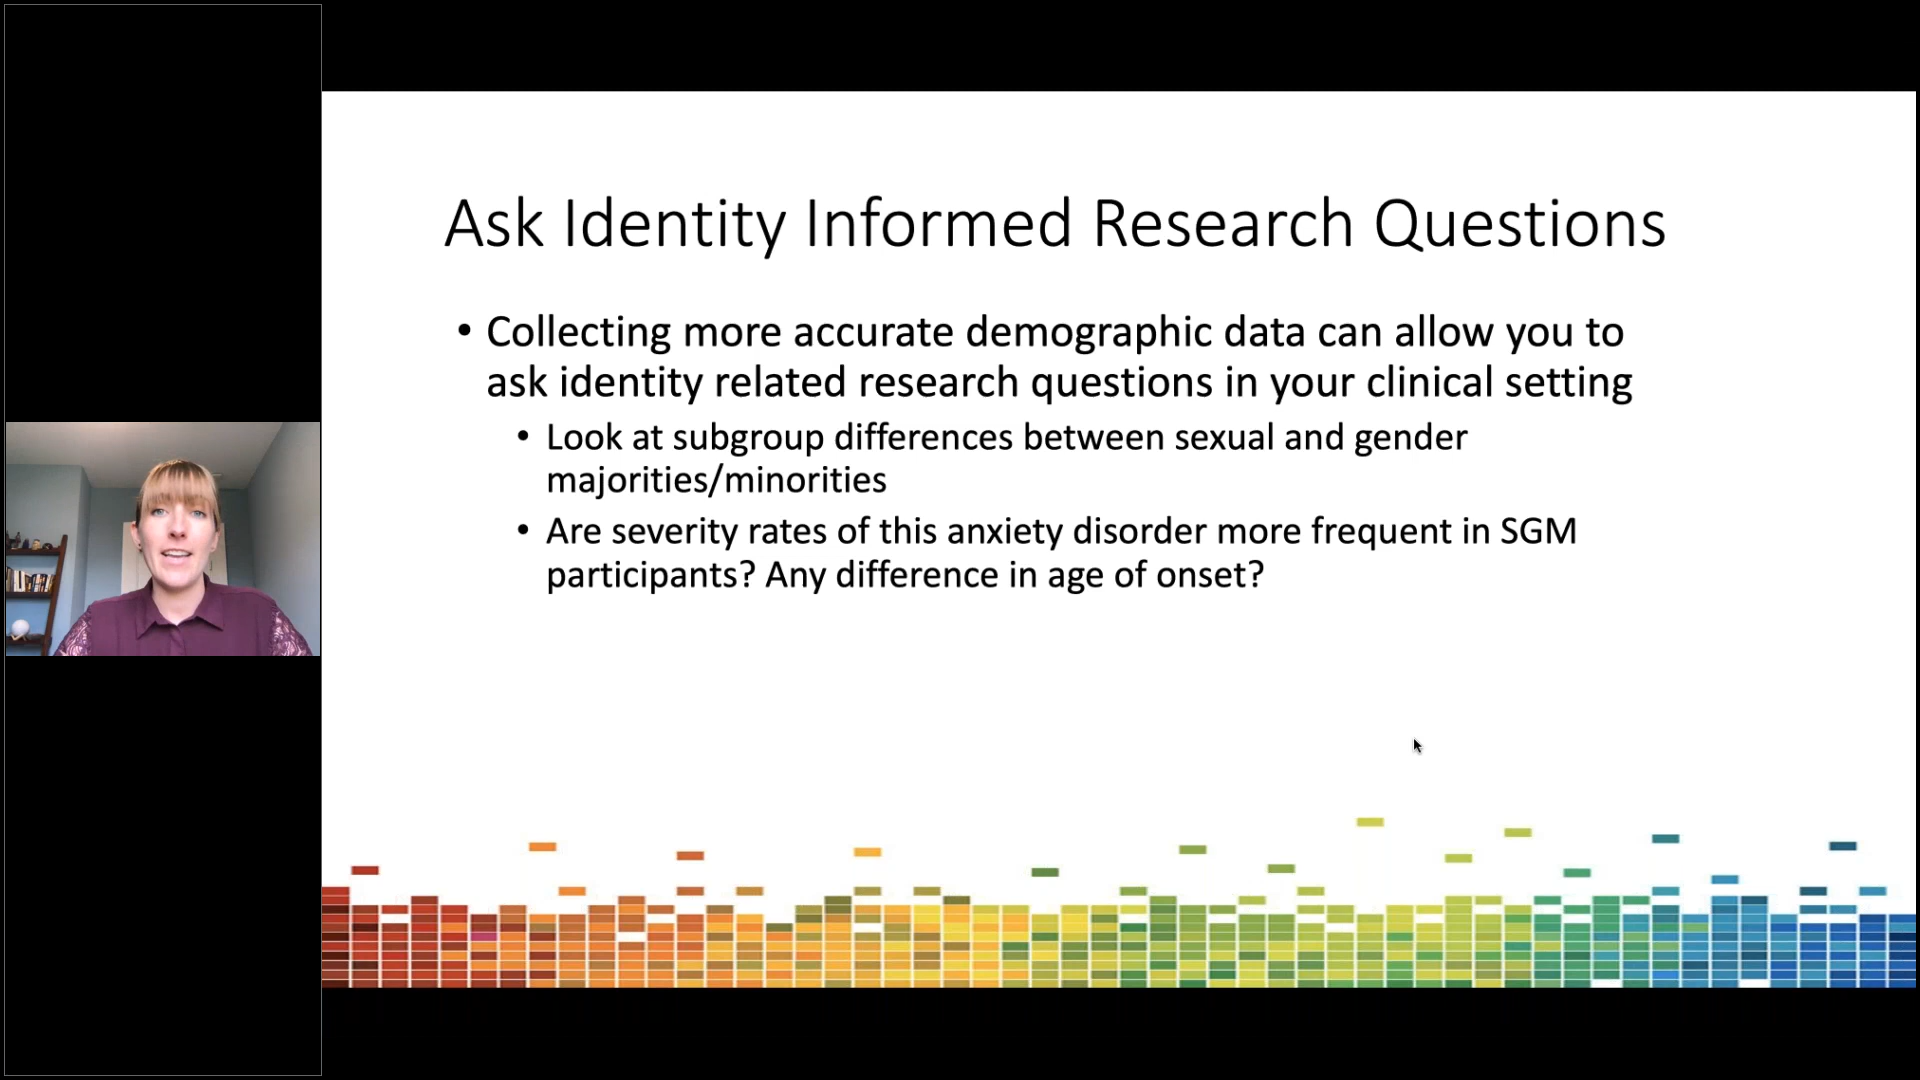 Ask Identity Informed Research Questions
• Collecting more accurate demographic data can allow you to
ask identity related research questions in your clinical setting
• Look at subgroup differences between sexual and gender
majorities/minorities
• Are severity rates of this anxiety disorder more frequent in SGM
participants? Any difference in age of onset?